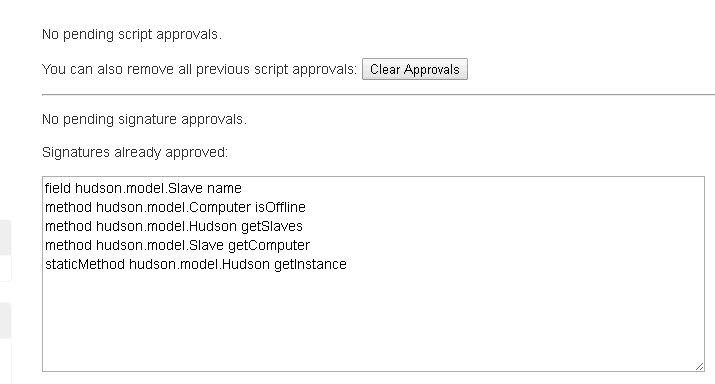 No pending script approvals.
You can also remove all previous script approvals: Clear Approvals
No pending signature approvals.
Signatures already approved:
field hudson.model.Slave name
method hudson.model.Computer isOffline
method hudson.model.Hudson getSlaves
method hudson.model.Slave getComputer
staticMethod hudson.model.Hudson getInstance